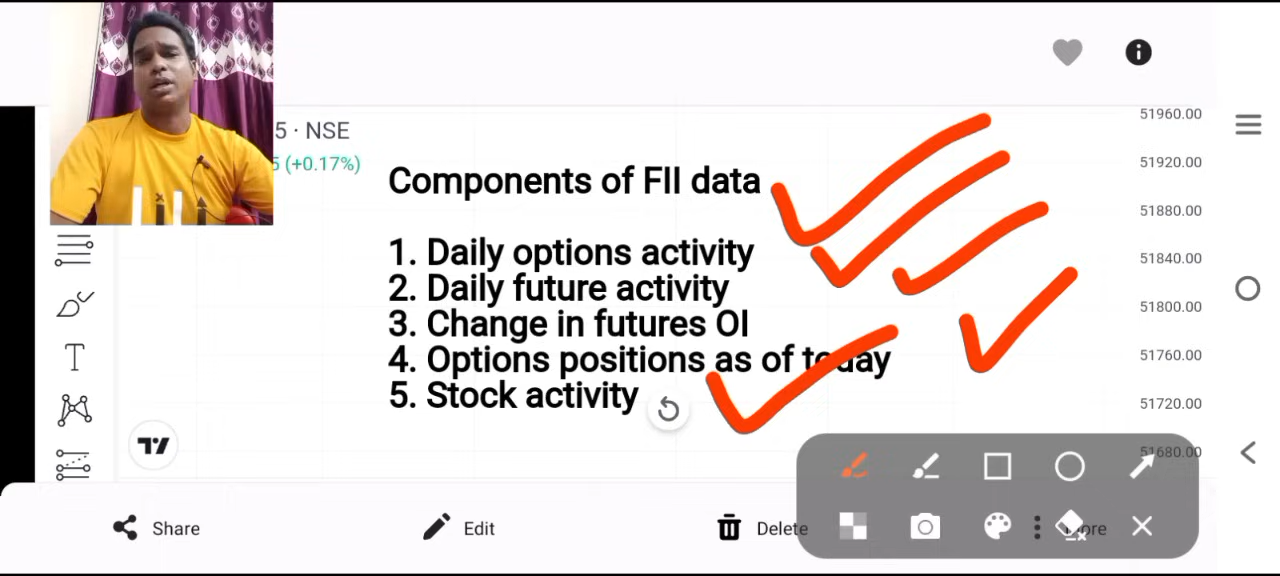 5 · NSE
5 (+0.17%)
Components of FII data
1. Daily options activity
2. Daily future activity
3. Change in futures OI
4. Options positions as of today
5. Stock activity
51960.00
51920.00
51880.00
51840.00
51800.00
51760.00
51720.00
51680.00
Share
Edit
Delete
More